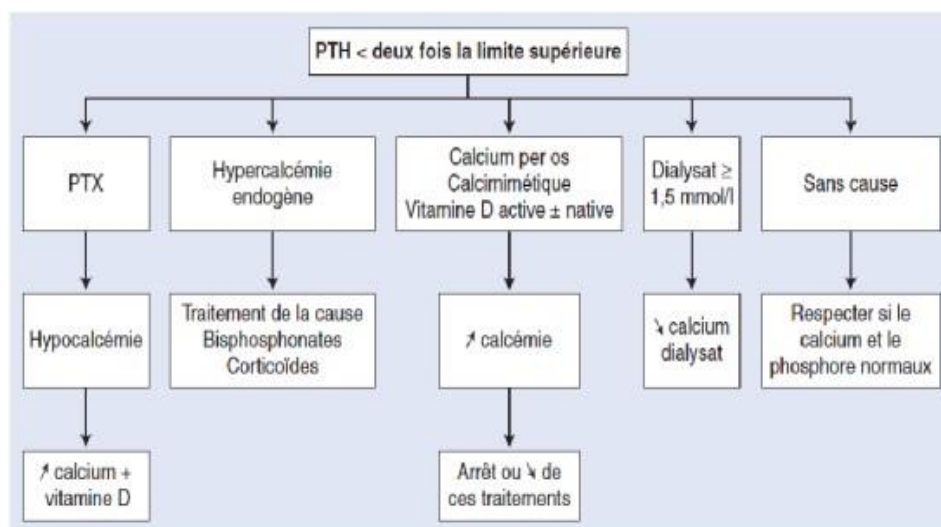 PTH < deux fois la limite supérieure
PTX
Hypercalcémie
endogène
Calcium per os
Calcimimétique
Vitamine D active ± native
Dialysat ≥
1,5 mmol/l
Sans cause
Hypocalcémie
Traitement de la cause
Bisphosphonates
Corticoïdes
↗ calcémie
↘ calcium
dialysat
Respecter si le
calcium et le
phosphore normaux
↗ calcium +
vitamine D
Arrêt ou ↘ de
ces traitements